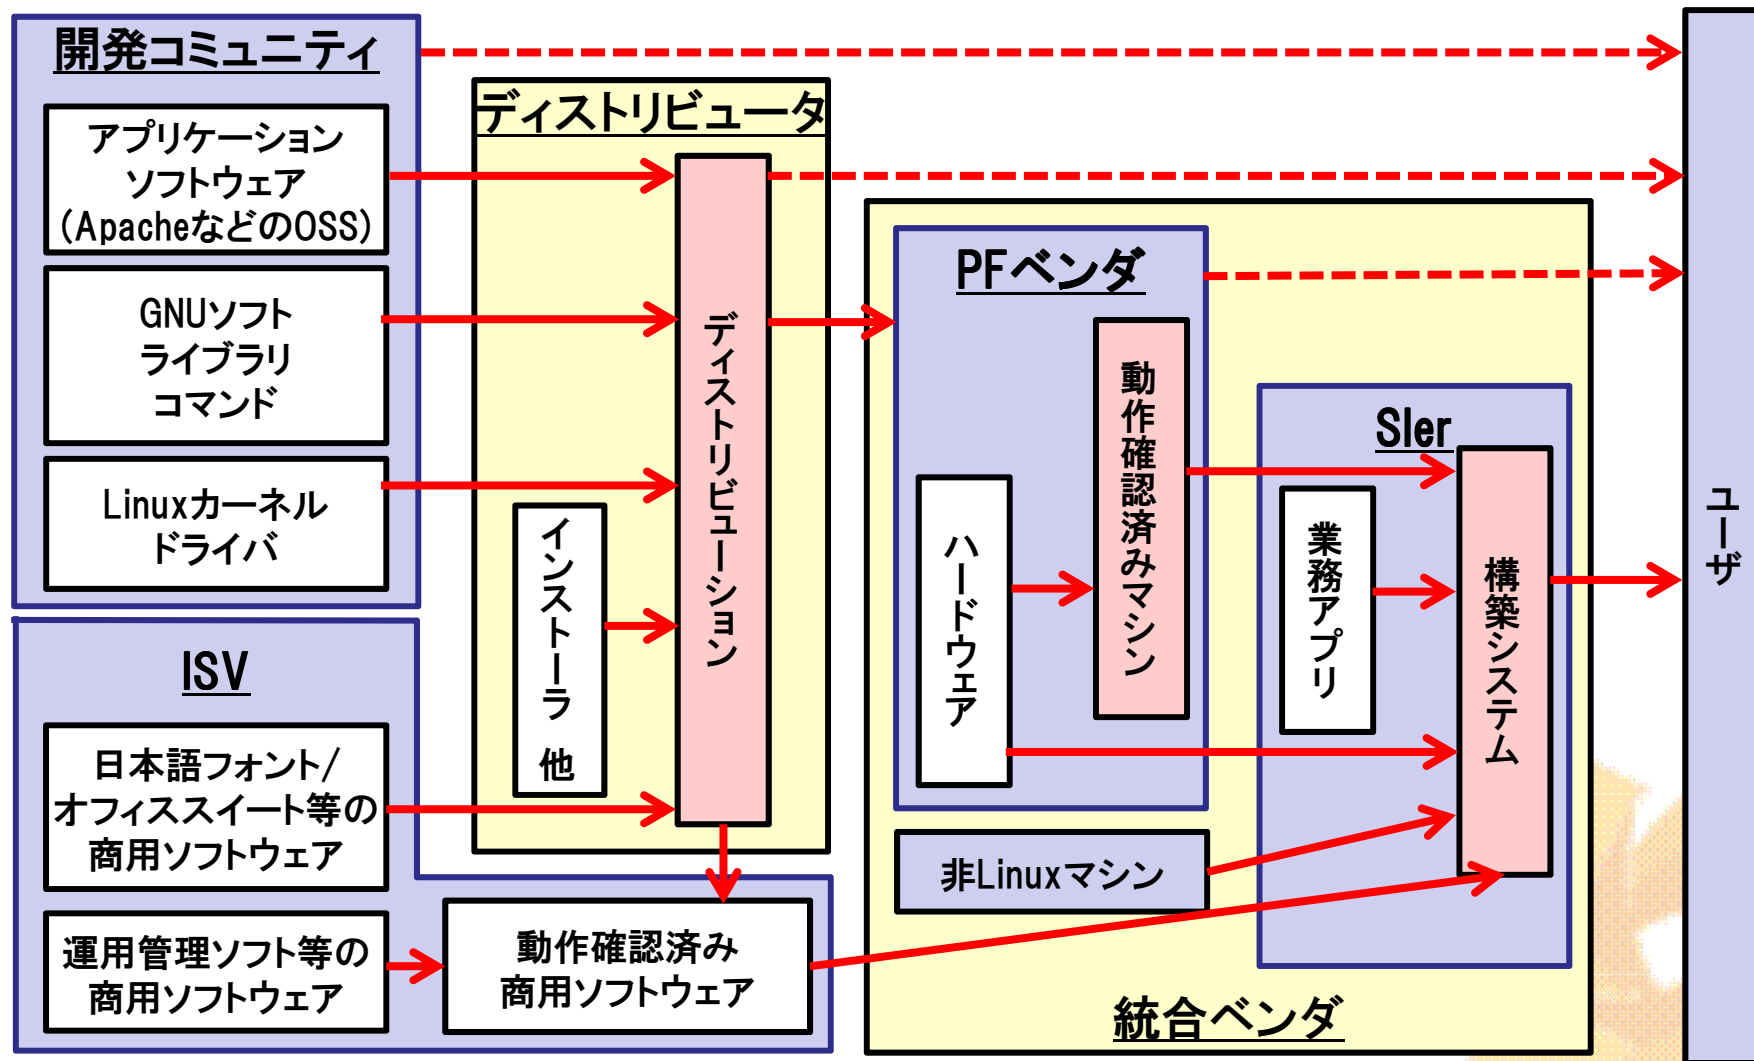 開発コミュニティ
アプリケーション
ソフトウェア
(ApacheなどのOSS)
GNUソフト
ライブラリ
コマンド
Linuxカーネル
ドライバ
ISV
日本語フォント/
オフィススイート等の
商用ソフトウェア
運用管理ソフト等の
商用ソフトウェア
動作確認済み
商用ソフトウェア
ディストリビュータ
インストーラ 他
ディストリビューション
PFベンダ
ハードウェア
動作確認済みマシン
非Linuxマシン
SIer
業務アプリ
構築システム
統合ベンダ
ユーザ